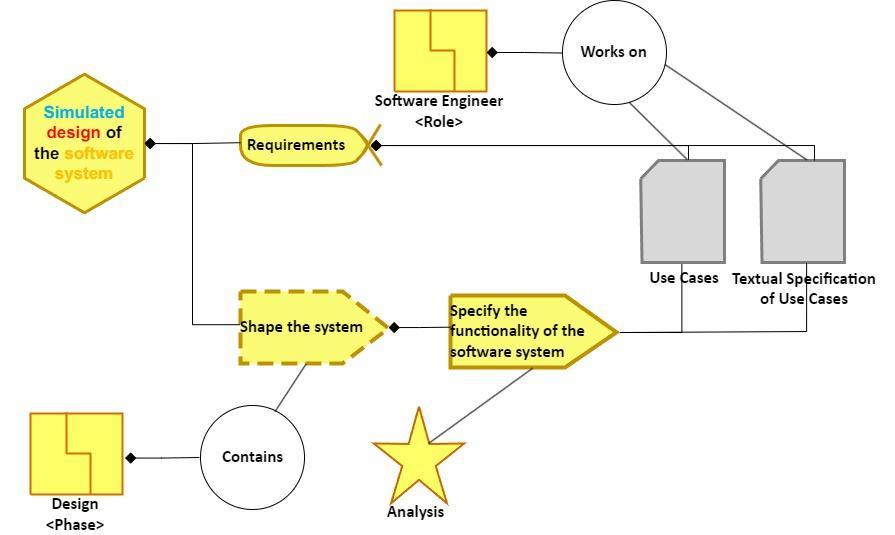 Works on
Software Engineer
<Role>
Simulated
design of
the software
system
Requirements
Use Cases
Textual Specification
of Use Cases
Shape the system
Specify the
functionality of the
software system
Contains
Design
<Phase>
Analysis